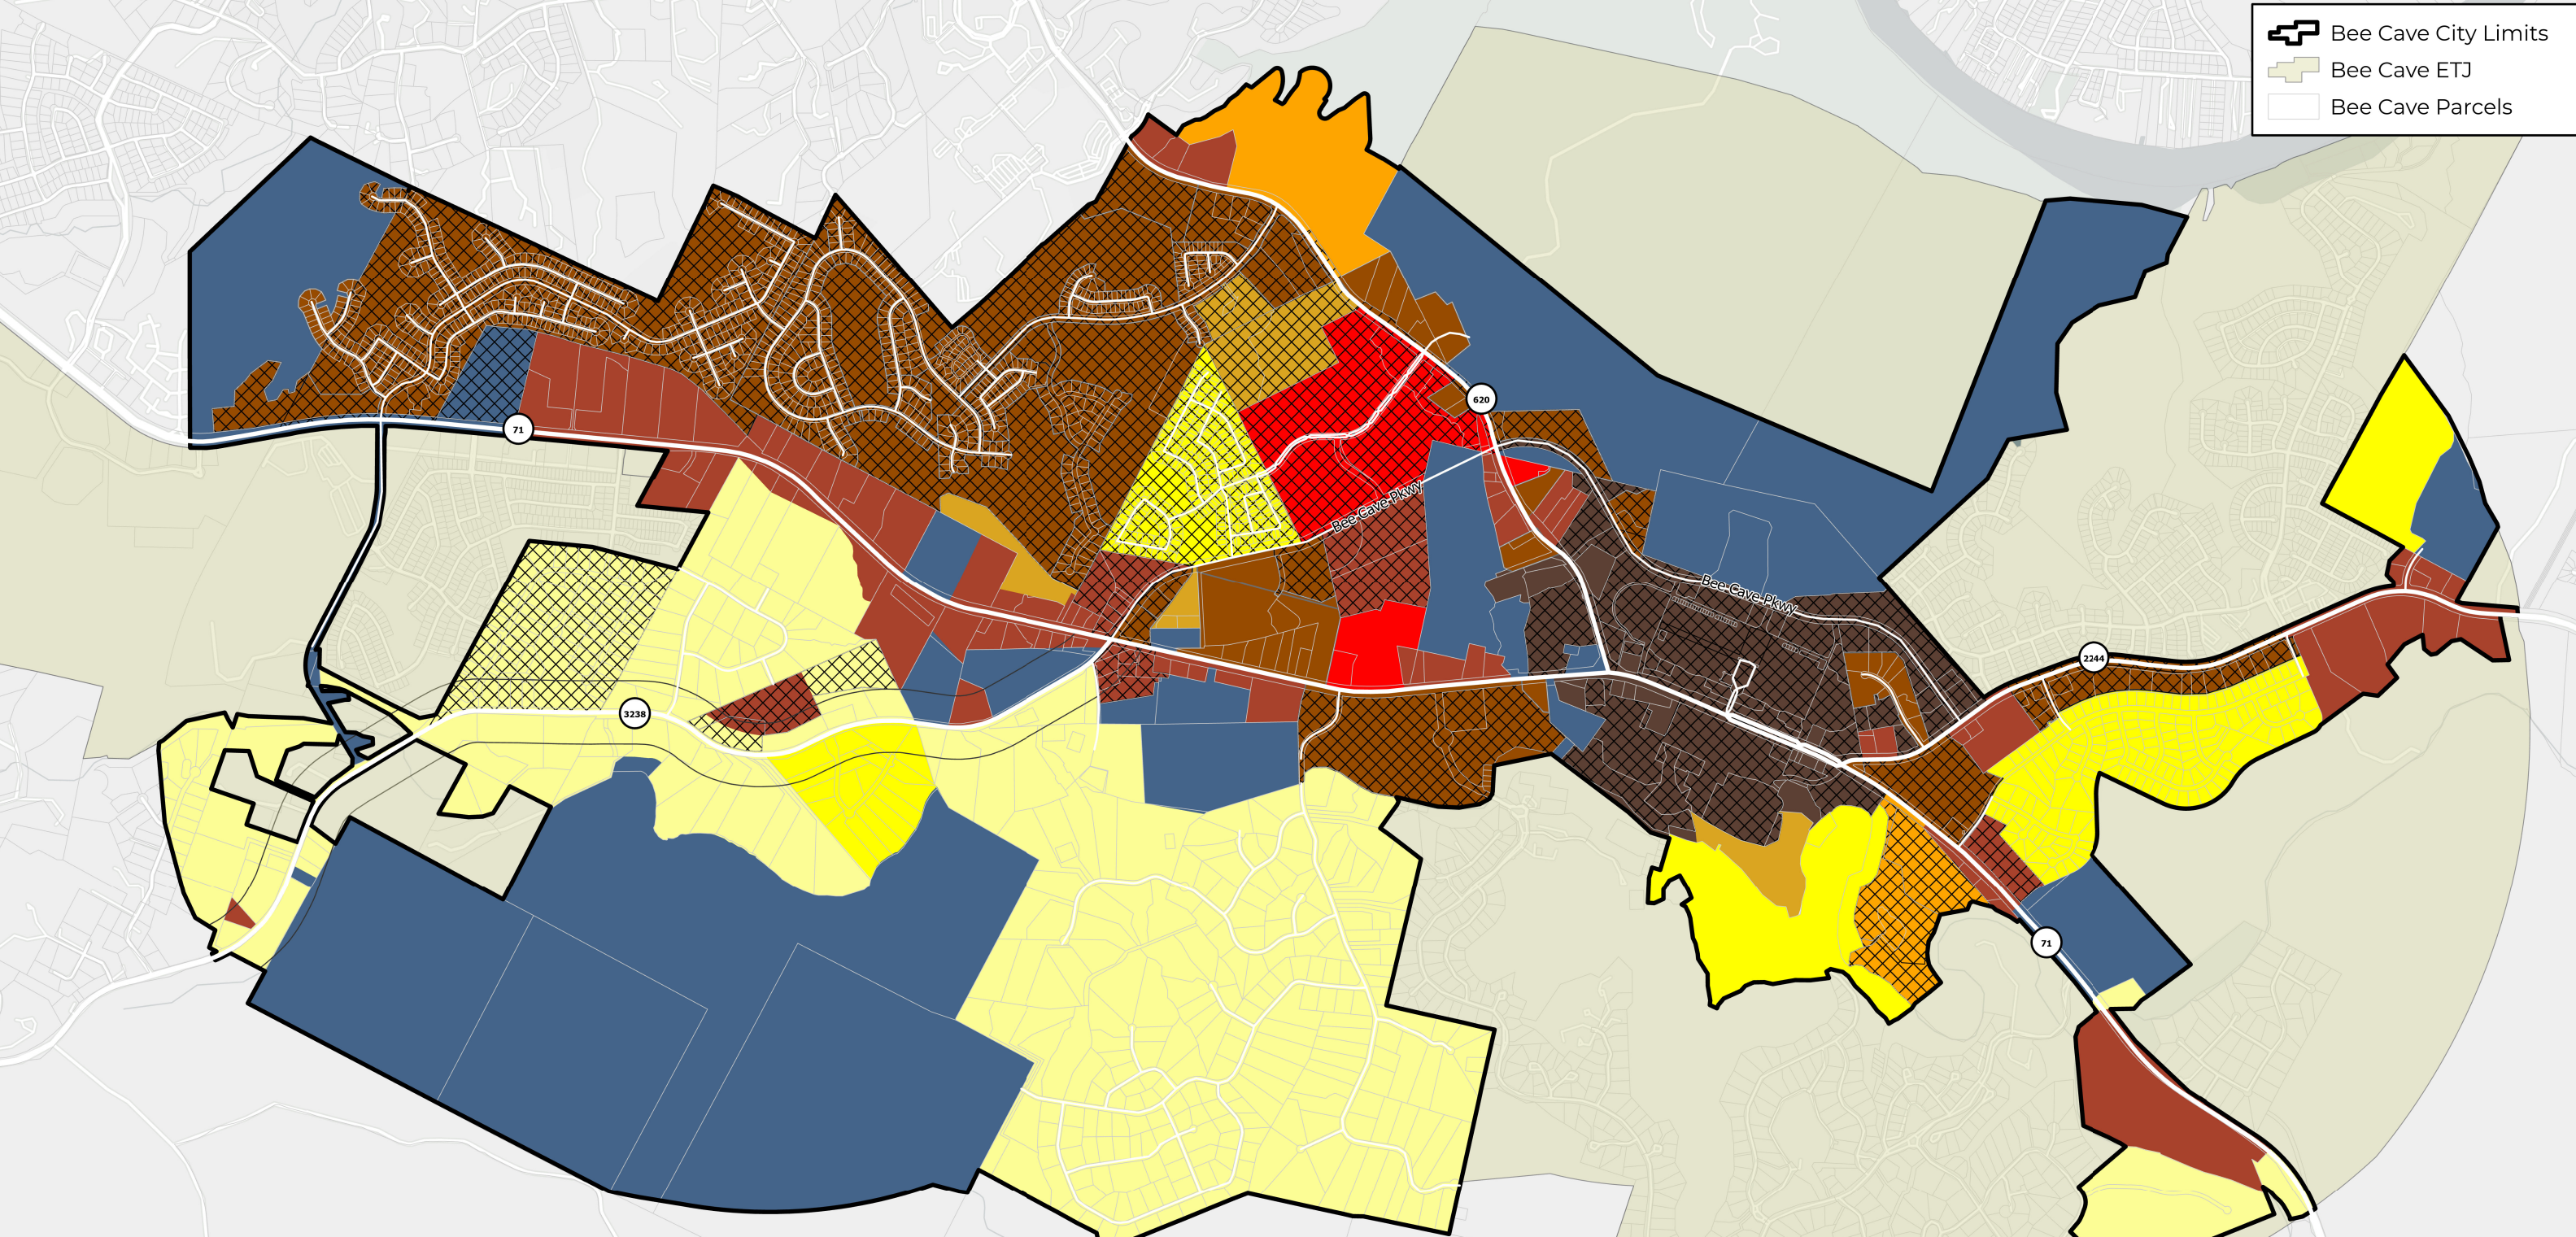 Bee Cave City Limits
Bee Cave ETJ
Bee Cave Parcels
620
71
Bee Cave Pkwy
Bee Cave Pkwy
2244
3238
71